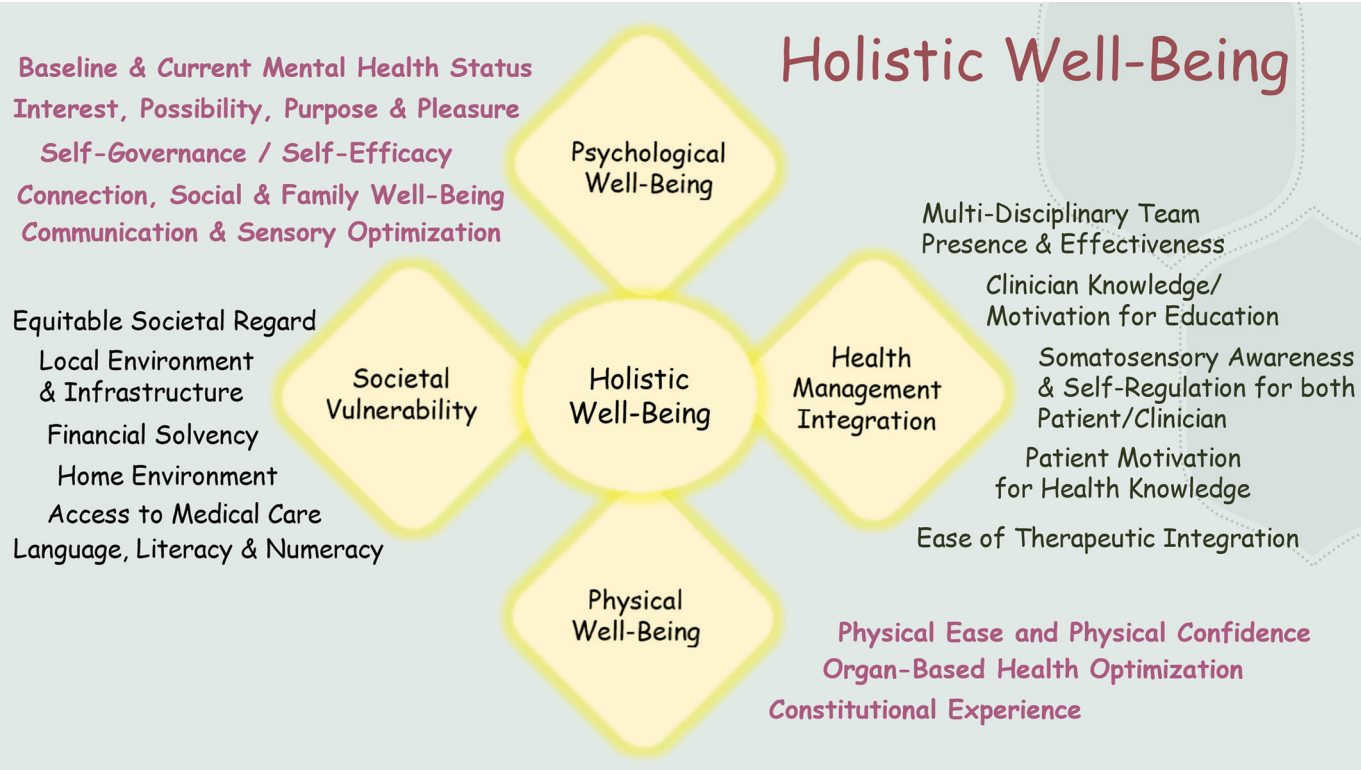 Holistic Well-Being
Baseline & Current Mental Health Status
Interest, Possibility, Purpose & Pleasure
Self-Governance / Self-Efficacy
Connection, Social & Family Well-Being
Communication & Sensory Optimization
Psychological
Well-Being
Multi-Disciplinary Team
Presence & Effectiveness
Clinician Knowledge/
Motivation for Education
Somatosensory Awareness
& Self-Regulation for both
Patient/Clinician
Patient Motivation
for Health Knowledge
Ease of Therapeutic Integration
Equitable Societal Regard
Local Environment
& Infrastructure
Financial Solvency
Home Environment
Access to Medical Care
Language, Literacy & Numeracy
Societal
Vulnerability
Holistic
Well-Being
Health
Management
Integration
Physical
Well-Being
Physical Ease and Physical Confidence
Organ-Based Health Optimization
Constitutional Experience